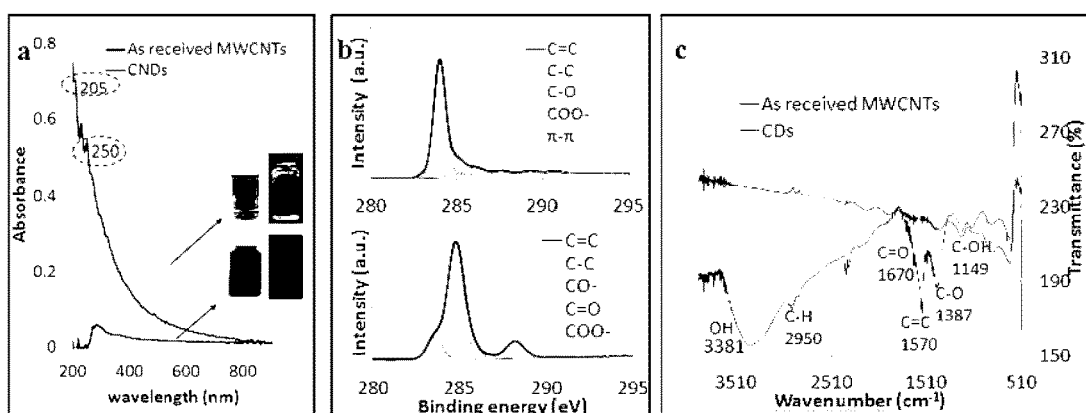 a
0.8
0.6
0.4
0.2
0
As received MWCNTs
CNDs
205
250
Absorbance
200 400 600 800
wavelength (nm)
b
Intensity (a.u.)
C=C
C-C
C-O
COO-
π-π
280 285 290 295
Intensity (a.u.)
C=C
C-C
CO-
C=O
COO-
280 285 290 295
Binding energy (eV)
c
As received MWCNTs
CDs
310
270
230
190
150
Transmittance (%)
OH
3381
C-H
2950
C=O
1670
C=C
1570
C-OH
1149
C-O
1387
3510 2510 1510 510
Wavenumber (cm⁻¹)